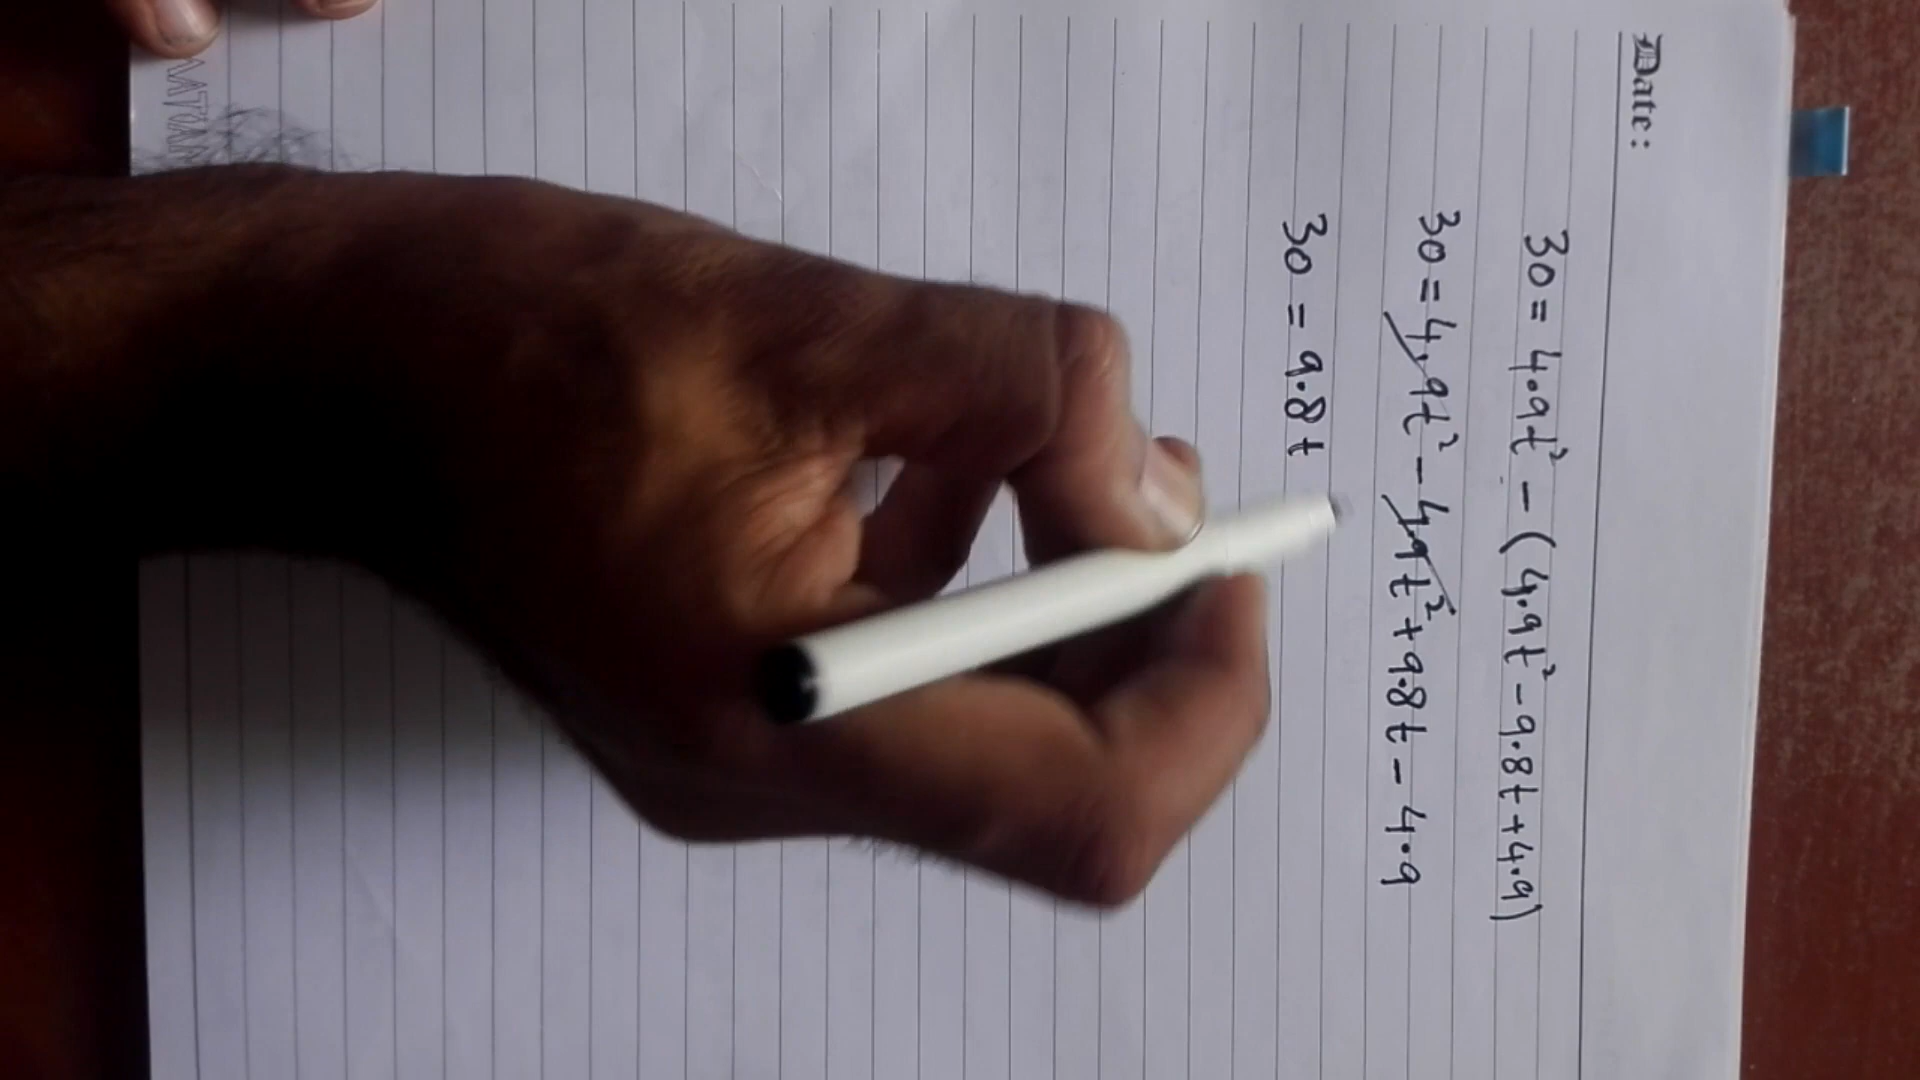 Date:
30 = 4.9t² - (4.9t² - 9.8t + 4.9)
30 = 4.9t² - 4.9t² + 9.8t - 4.9
30 = 9.8t